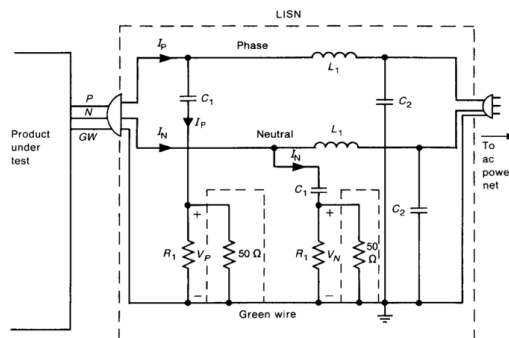 LISN
I_P
Phase
L_1
P
N
GW
C_1
I_P
C_2
Product
under
test
I_N
Neutral
L_1
I_N
C_1
C_2
To
ac
power
net
+
+
R_1
V_P
50 Ω
R_1
V_N
50
Ω
−
−
Green wire